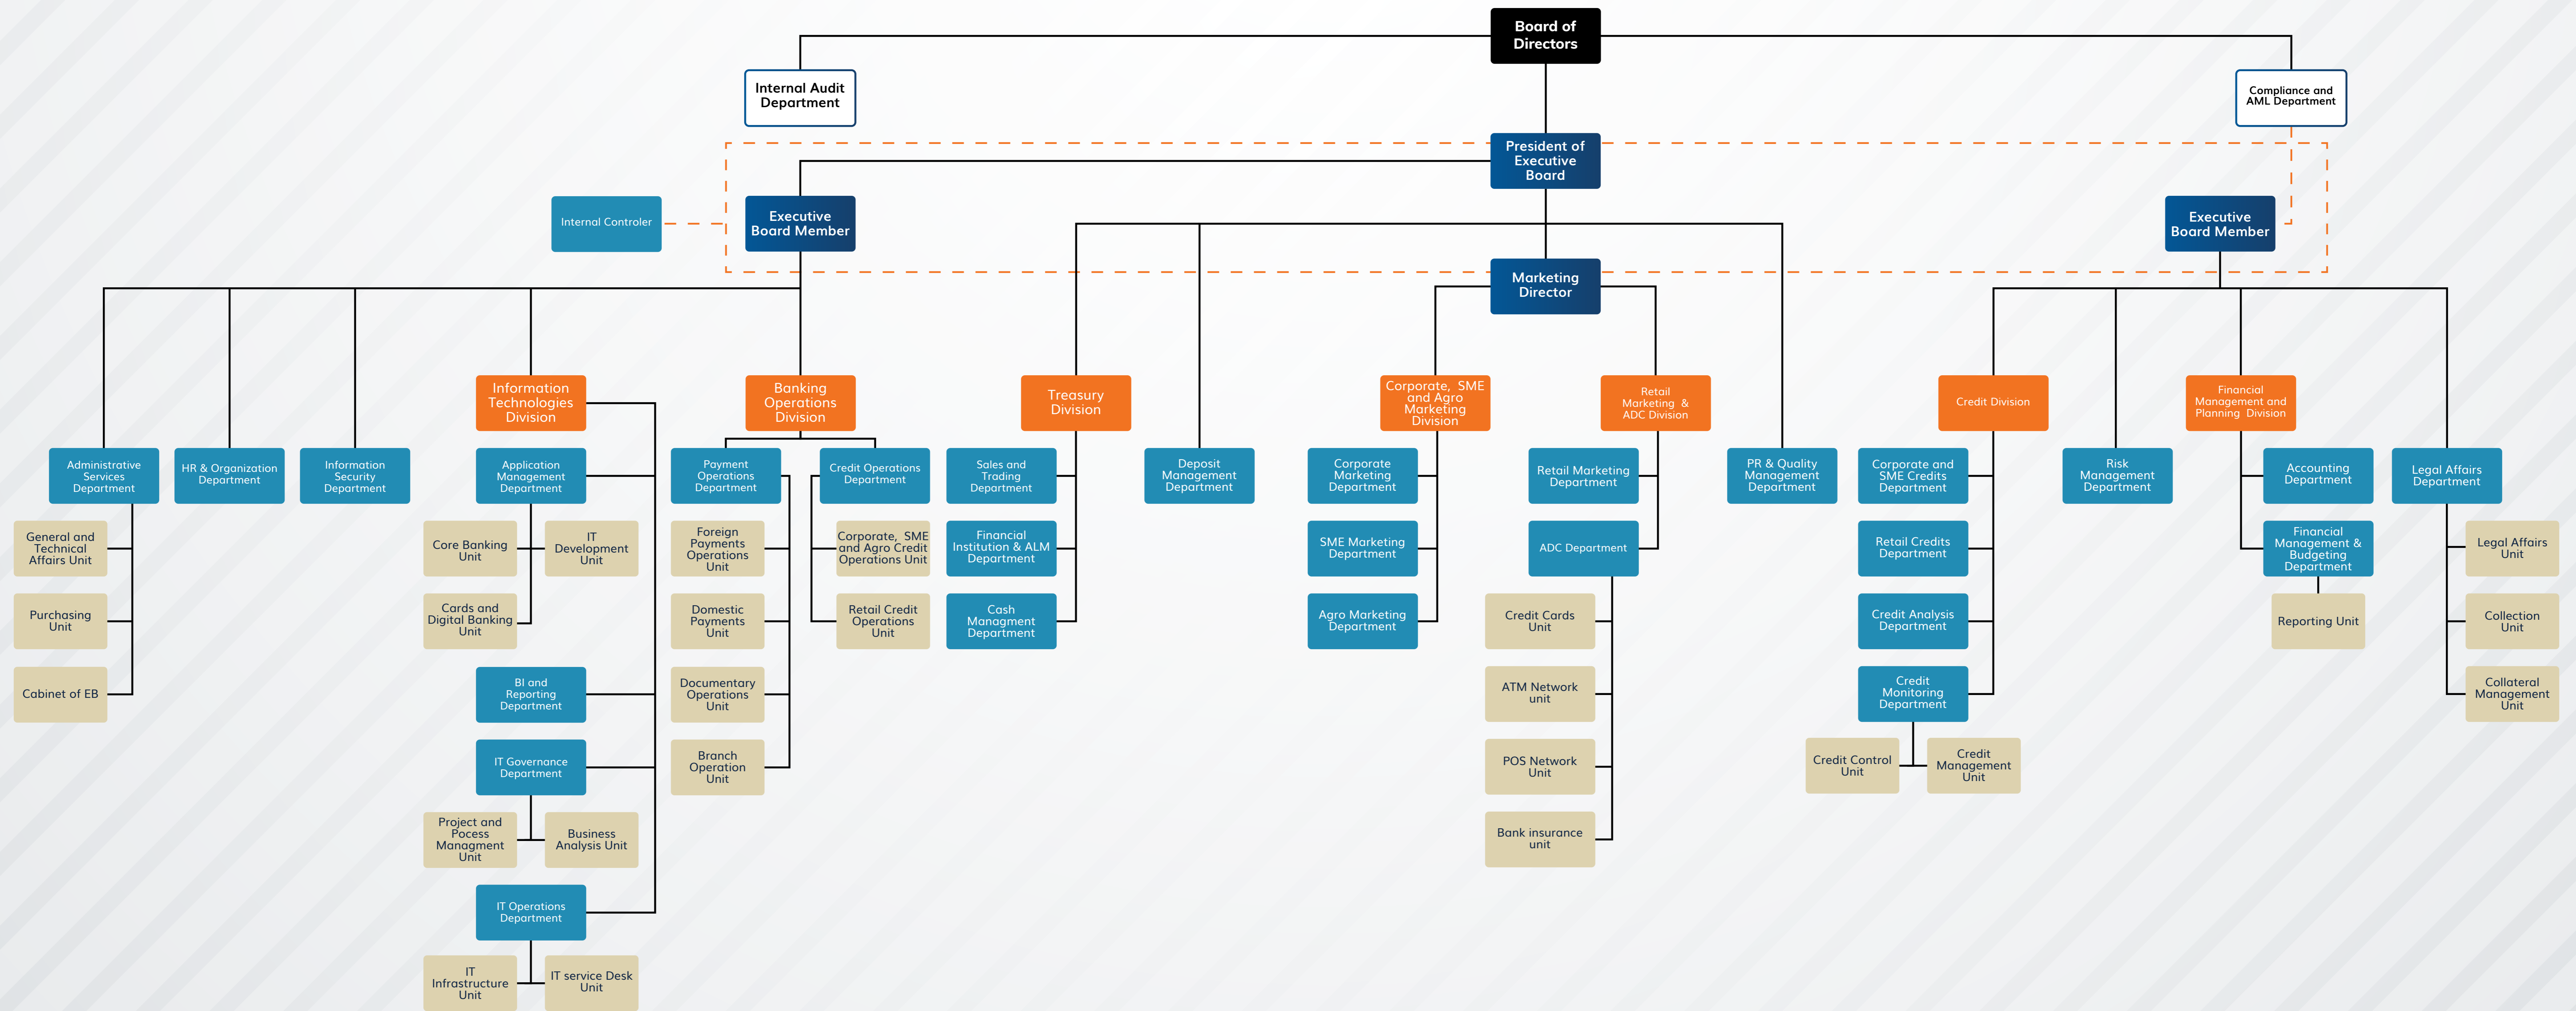 Board of
Directors
Internal Audit
Department
Compliance and
AML Department
President of
Executive
Board
Internal Controler
Executive
Board Member
Executive
Board Member
Marketing
Director
Information
Technologies
Division
Banking
Operations
Division
Treasury
Division
Corporate, SME
and Agro
Marketing
Division
Retail
Marketing &
ADC Division
Credit Division
Financial
Management and
Planning Division
Administrative
Services
Department
HR & Organization
Department
Information
Security
Department
Application
Management
Department
Payment
Operations
Department
Credit Operations
Department
Sales and
Trading
Department
Deposit
Management
Department
Corporate
Marketing
Department
Retail Marketing
Department
PR & Quality
Management
Department
Corporate and
SME Credits
Department
Risk
Management
Department
Accounting
Department
Legal Affairs
Department
General and
Technical
Affairs Unit
Core Banking
Unit
IT
Development
Unit
Foreign
Payments
Operations
Unit
Corporate, SME
and Agro Credit
Operations Unit
Financial
Institution & ALM
Department
SME Marketing
Department
ADC Department
Retail Credits
Department
Financial
Management &
Budgeting
Department
Legal Affairs
Unit
Purchasing
Unit
Cards and
Digital Banking
Unit
Domestic
Payments
Unit
Retail Credit
Operations
Unit
Cash
Managment
Department
Agro Marketing
Department
Credit Cards
Unit
Credit Analysis
Department
Reporting Unit
Collection
Unit
Cabinet of EB
BI and
Reporting
Department
Documentary
Operations
Unit
ATM Network
unit
Credit
Monitoring
Department
Collateral
Management
Unit
IT Governance
Department
Branch
Operation
Unit
POS Network
Unit
Credit Control
Unit
Credit
Management
Unit
Project and
Pocess
Managment
Unit
Business
Analysis Unit
Bank insurance
unit
IT Operations
Department
IT
Infrastructure
Unit
IT service Desk
Unit